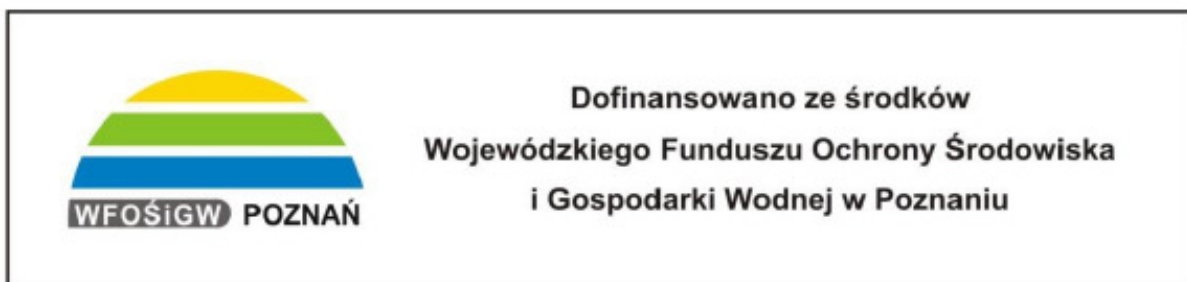 Dofinansowano ze środków
Wojewódzkiego Funduszu Ochrony Środowiska
i Gospodarki Wodnej w Poznaniu
WFOŚiGW POZNAŃ